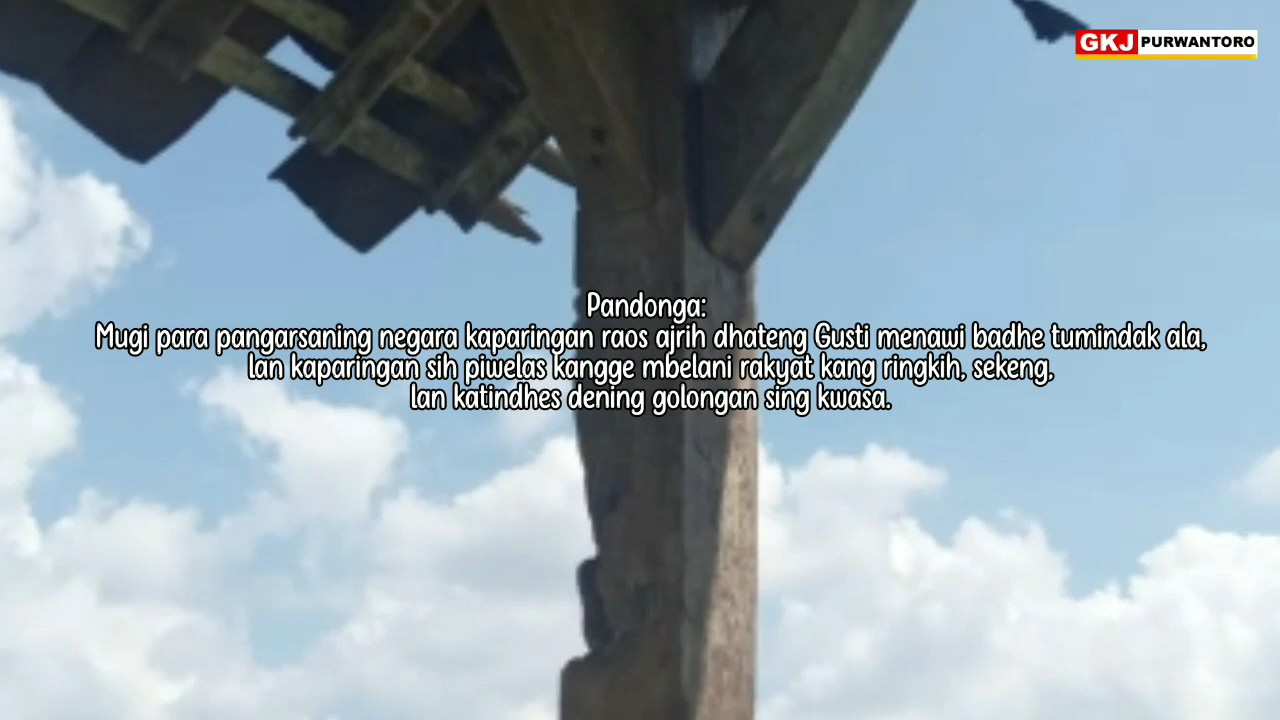 GKJ PURWANTORO
Pandonga:
Mugi para pangarsaning negara kaparingan raos ajrih dhateng Gusti menawi badhe tumindak ala,
lan kaparingan sih piwelas kangge mbelani rakyat kang ringkih, sekeng,
lan katindhes dening golongan sing kwasa.